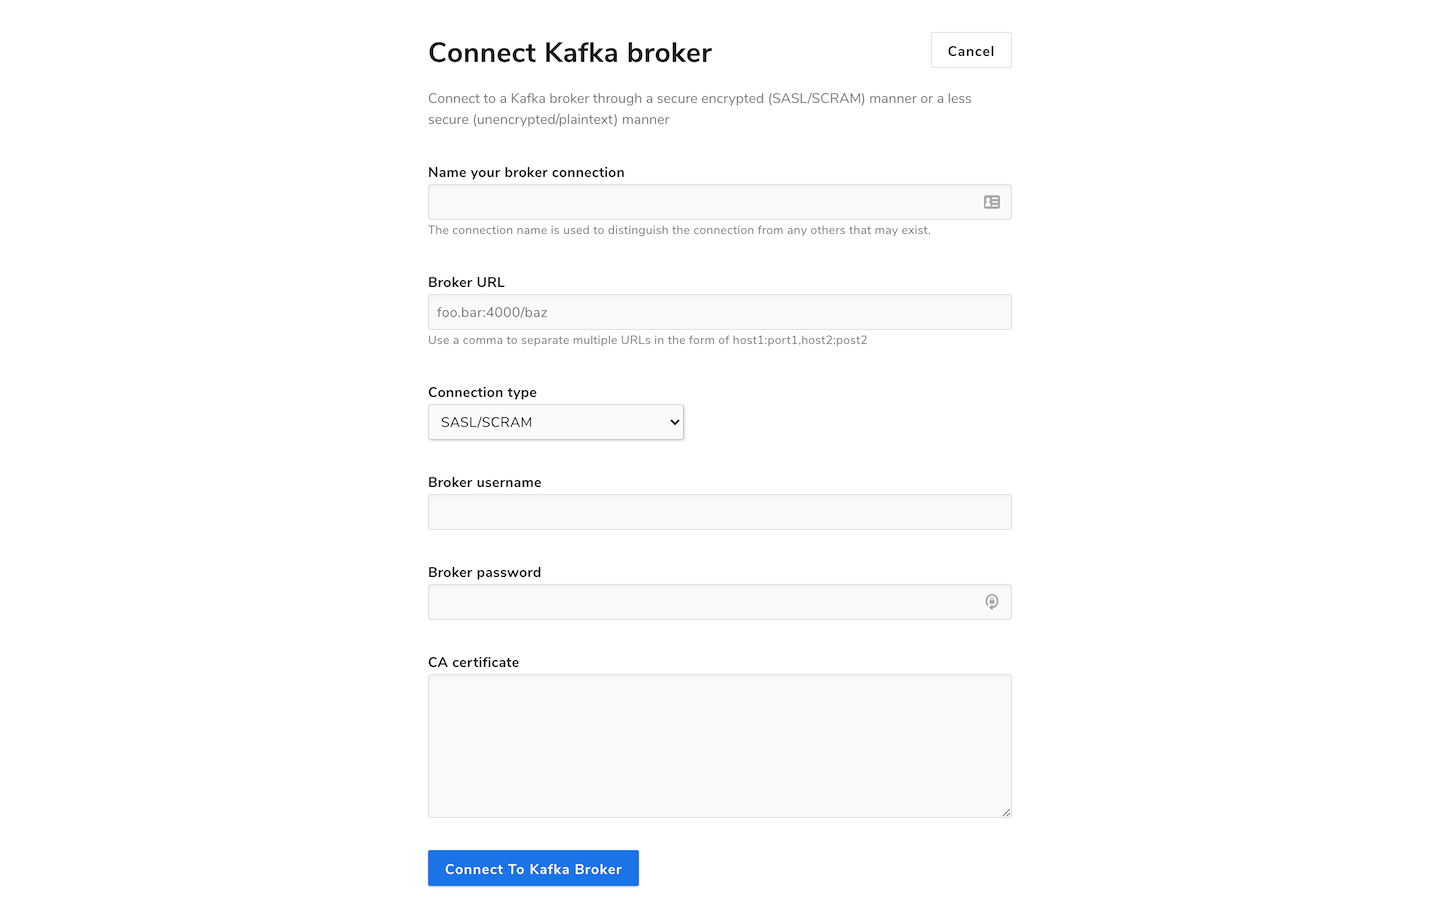 Connect Kafka broker
Cancel
Connect to a Kafka broker through a secure encrypted (SASL/SCRAM) manner or a less
secure (unencrypted/plaintext) manner
Name your broker connection
The connection name is used to distinguish the connection from any others that may exist.
Broker URL
foo.bar:4000/baz
Use a comma to separate multiple URLs in the form of host1:port1,host2:post2
Connection type
SASL/SCRAM
Broker username
Broker password
CA certificate
Connect To Kafka Broker